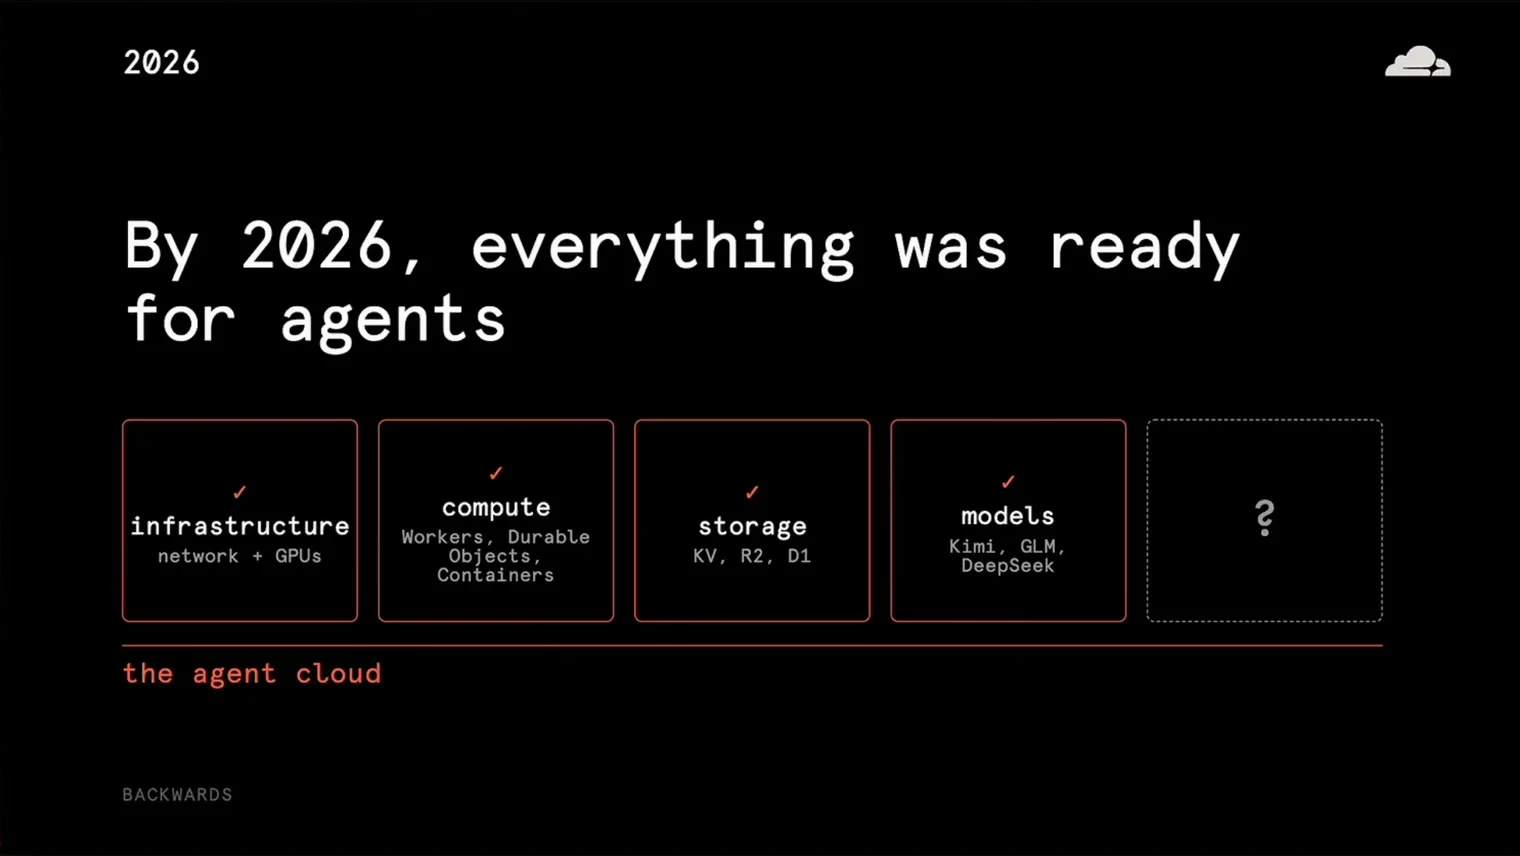 2026
By 2026, everything was ready
for agents
✓
infrastructure
network + GPUs
✓
compute
Workers, Durable
Objects,
Containers
✓
storage
KV, R2, D1
✓
models
Kimi, GLM,
DeepSeek
?
the agent cloud
BACKWARDS